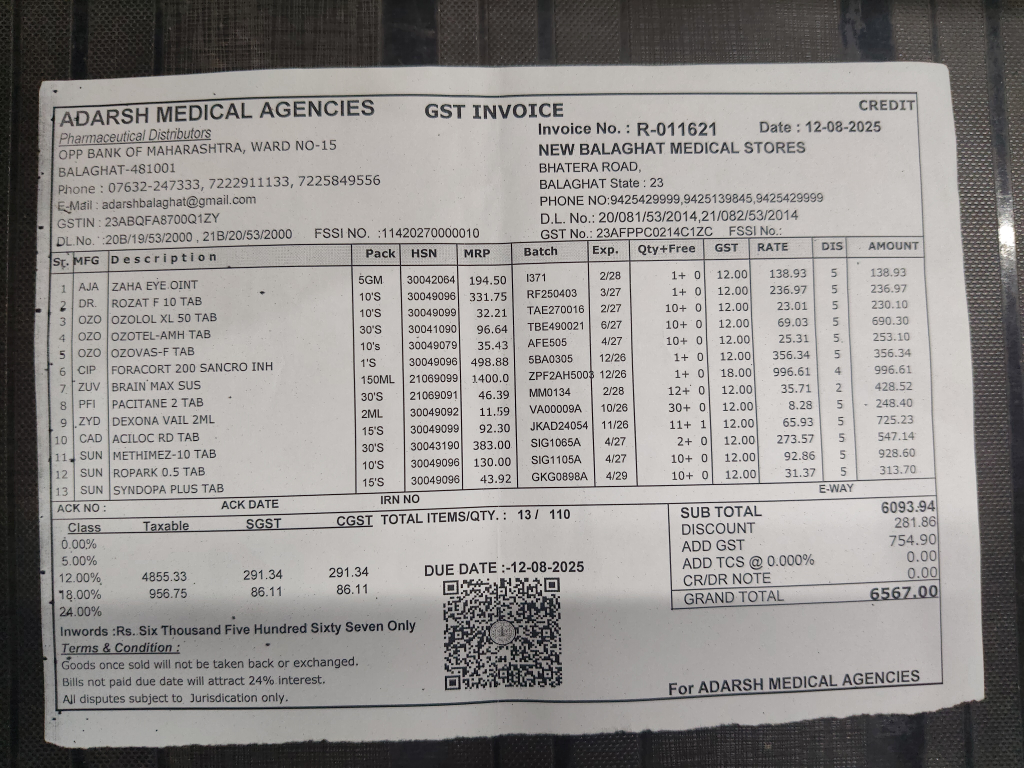 ADARSH MEDICAL AGENCIES GST INVOICE CREDIT
Pharmaceutical Distributors
OPP BANK OF MAHARASHTRA, WARD NO-15
BALAGHAT-481001
Phone : 07632-247333, 7222911133, 7225849556
E-Mail : adarshbalaghat@gmail.com
GSTIN : 23ABQFA8700Q1ZY
DL.No. :20B/19/53/2000 , 21B/20/53/2000 FSSI NO. :11420270000010
Invoice No. : R-011621 Date : 12-08-2025
NEW BALAGHAT MEDICAL STORES
BHATERA ROAD,
BALAGHAT State : 23
PHONE NO:9425429999,9425139845,9425429999
D.L. No.: 20/081/53/2014,21/082/53/2014
GST No.: 23AFPPC0214C1ZC FSSI No.:
Sr. MFG Description Pack HSN MRP Batch Exp. Qty+Free GST RATE DIS AMOUNT
1 AJA ZAHA EYE OINT 5GM 30042064 194.50 I371 2/28 1+ 0 12.00 138.93 5 138.93
2 DR. ROZAT F 10 TAB 10'S 30049096 331.75 RF250403 3/27 1+ 0 12.00 236.97 5 236.97
3 OZO OZOLOL XL 50 TAB 10'S 30049099 32.21 TAE270016 2/27 10+ 0 12.00 23.01 5 230.10
4 OZO OZOTEL-AMH TAB 30'S 30041090 96.64 TBE490021 6/27 10+ 0 12.00 69.03 5 690.30
5 OZO OZOVAS-F TAB 10's 30049079 35.43 AFE505 4/27 10+ 0 12.00 25.31 5 253.10
6 CIP FORACORT 200 SANCRO INH 1'S 30049096 498.88 5BA0305 12/26 1+ 0 12.00 356.34 5 356.34
7 ZUV BRAIN MAX SUS 150ML 21069099 1400.0 ZPF2AH5003 12/26 1+ 0 18.00 996.61 4 996.61
8 PFI PACITANE 2 TAB 30'S 21069091 46.39 MM0134 2/28 12+ 0 12.00 35.71 2 428.52
9 ZYD DEXONA VAIL 2ML 2ML 30049092 11.59 VA00009A 10/26 30+ 0 12.00 8.28 5 248.40
10 CAD ACILOC RD TAB 15'S 30049099 92.30 JKAD24054 11/26 11+ 1 12.00 65.93 5 725.23
11 SUN METHIMEZ-10 TAB 30'S 30043190 383.00 SIG1065A 4/27 2+ 0 12.00 273.57 5 547.14
12 SUN ROPARK 0.5 TAB 10'S 30049096 130.00 SIG1105A 4/27 10+ 0 12.00 92.86 5 928.60
13 SUN SYNDOPA PLUS TAB 15'S 30049096 43.92 GKG0898A 4/29 10+ 0 12.00 31.37 5 313.70
ACK NO : ACK DATE IRN NO E-WAY
Class Taxable SGST CGST TOTAL ITEMS/QTY. : 13 / 110
0.00%
5.00%
12.00% 4855.33 291.34 291.34
18.00% 956.75 86.11 86.11
24.00%
DUE DATE :-12-08-2025
SUB TOTAL 6093.94
DISCOUNT 281.86
ADD GST 754.90
ADD TCS @ 0.000% 0.00
CR/DR NOTE 0.00
GRAND TOTAL 6567.00
Inwords :Rs. Six Thousand Five Hundred Sixty Seven Only
Terms & Condition :
Goods once sold will not be taken back or exchanged.
Bills not paid due date will attract 24% interest.
All disputes subject to Jurisdcation only.
For ADARSH MEDICAL AGENCIES